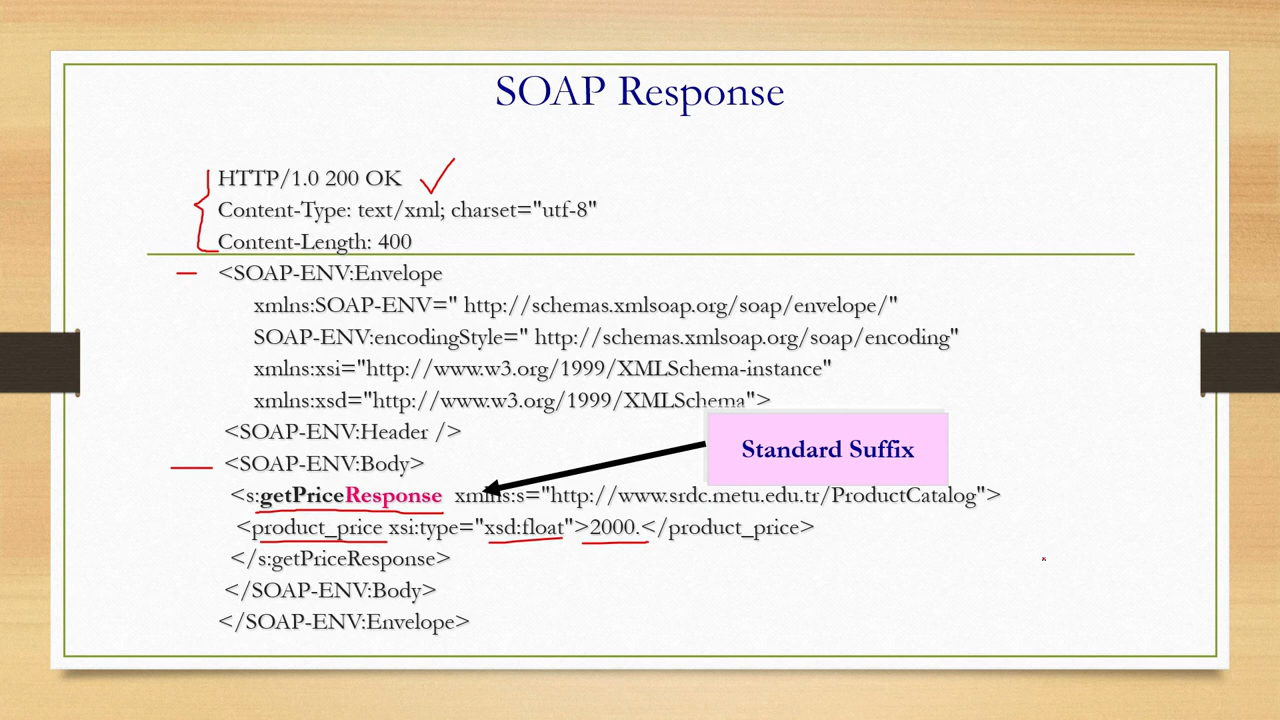 SOAP Response
HTTP/1.0 200 OK
Content-Type: text/xml; charset="utf-8"
Content-Length: 400
<SOAP-ENV:Envelope
xmlns:SOAP-ENV=" http://schemas.xmlsoap.org/soap/envelope/"
SOAP-ENV:encodingStyle=" http://schemas.xmlsoap.org/soap/encoding"
xmlns:xsi="http://www.w3.org/1999/XMLSchema-instance"
xmlns:xsd="http://www.w3.org/1999/XMLSchema">
<SOAP-ENV:Header />
Standard Suffix
<SOAP-ENV:Body>
<s:getPriceResponse xmlns:s="http://www.srdc.metu.edu.tr/ProductCatalog">
<product_price xsi:type="xsd:float">2000.</product_price>
</s:getPriceResponse>
</SOAP-ENV:Body>
</SOAP-ENV:Envelope>